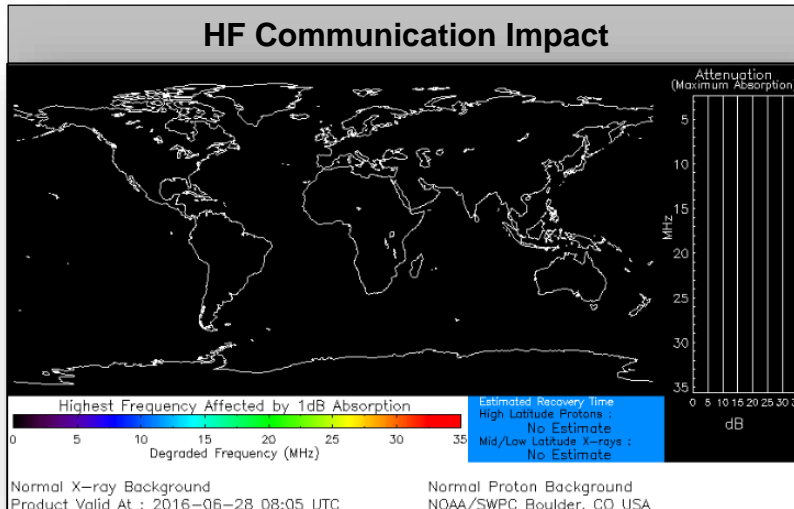 HF Communication Impact
Attenuation
(Maximum Absorption
5
10
15
20
25
30
35
MHz
0 5 10 15 20 25 30 3
dB
Highest Frequency Affected by 1dB Absorption
0 5 10 15 20 25 30 35
Degraded Frequency (MHz)
Estimated Recovery Time
High Latitude Protons :
No Estimate
Mid/Low Latitude X-rays :
No Estimate
Normal X-ray Background
Normal Proton Background
Product Valid At : 2016-06-28 08:05 UTC
NOAA/SWPC Boulder, CO USA